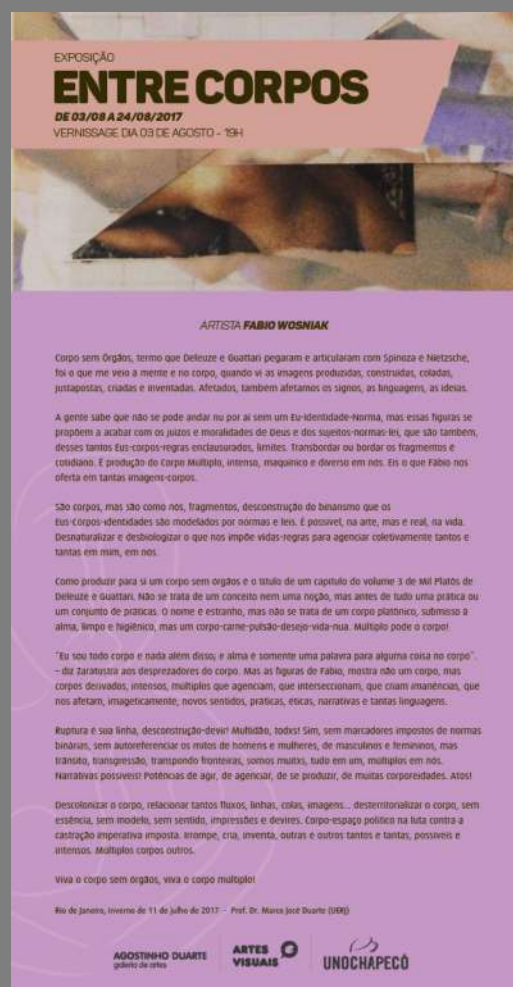 EXPOSIÇÃO
ENTRE CORPOS
DE 03/08 A 24/08/2017
VERNISSAGE DIA 03 DE AGOSTO - 19H
ARTISTA FABIO WOSNIAK
Corpo sem Órgãos, termo que Deleuze e Guattari pegaram e articularam com Spinoza e Nietzsche,
foi o que me veio à mente e no corpo, quando vi as imagens produzidas, construídas, coladas,
justapostas, criadas e inventadas. Afetados, também afetamos os signos, as linguagens, as ideias.
A gente sabe que não se pode andar nu por aí sem um Eu-Identidade-Norma, mas essas figuras se
propõem a acabar com os juízos e moralidades de Deus e dos sujeitos-normas-lei, que são também,
desses tantos Eus-corpos-regras enclausurados, limites. Transbordar ou bordar os fragmentos é
cotidiano. É produção do Corpo Múltiplo, intenso, maquínico e diverso em nós. Eis o que Fábio nos
oferta em tantas imagens-corpos.
São corpos, mas são como nós, fragmentos, desconstrução do binarismo que os
Eus-Corpos-identidades são modelados por normas e leis. É possível, na arte, mas é real, na vida.
Desnaturalizar e desbiologizar o que nos impõe vidas-regras para agenciar coletivamente tantos e
tantas em mim, em nós.
Como produzir para si um corpo sem órgãos é o título de um capítulo do volume 3 de Mil Platôs de
Deleuze e Guattari. Não se trata de um conceito nem uma noção, mas antes de tudo uma prática ou
um conjunto de práticas. O nome é estranho, mas não se trata de um corpo platônico, submisso à
alma, limpo e higiênico, mas um corpo-carne-pulsão-desejo-vida-nua. Múltiplo pode o corpo!
"Eu sou todo corpo e nada além disso; e alma é somente uma palavra para alguma coisa no corpo".
– diz Zaratustra aos desprezadores do corpo. Mas as figuras de Fábio, mostra não um corpo, mas
corpos derivados, intensos, múltiplos que agenciam, que interseccionam, que criam imanências, que
nos afetam, imageticamente, novos sentidos, práticas, éticas, narrativas e tantas linguagens.
Ruptura é sua linha, desconstrução-devir! Multidão, todxs! Sim, sem marcadores impostos de normas
binárias, sem autoreferenciar os mitos de homens e mulheres, de masculinos e femininos, mas
trânsito, transgressão, transpondo fronteiras, somos muitxs, tudo em um, múltiplos em nós.
Narrativas possíveis! Potências de agir, de agenciar, de se produzir, de muitas corporeidades. Atos!
Descolonizar o corpo, relacionar tantos fluxos, linhas, colas, imagens... desterritorializar o corpo, sem
essência, sem modelo, sem sentido, impressões e devires. Corpo-espaço político na luta contra a
castração imperativa imposta. Irrompe, cria, inventa, outras e outros tantos e tantas, possíveis e
intensos. Múltiplos corpos outros.
Viva o corpo sem órgãos, viva o corpo múltiplo!
Rio de Janeiro, inverno de 11 de julho de 2017 - Prof. Dr. Marco José Duarte (UERJ)
AGOSTINHO DUARTE
galeria de artes
ARTES
VISUAIS
UNOCHAPECÓ